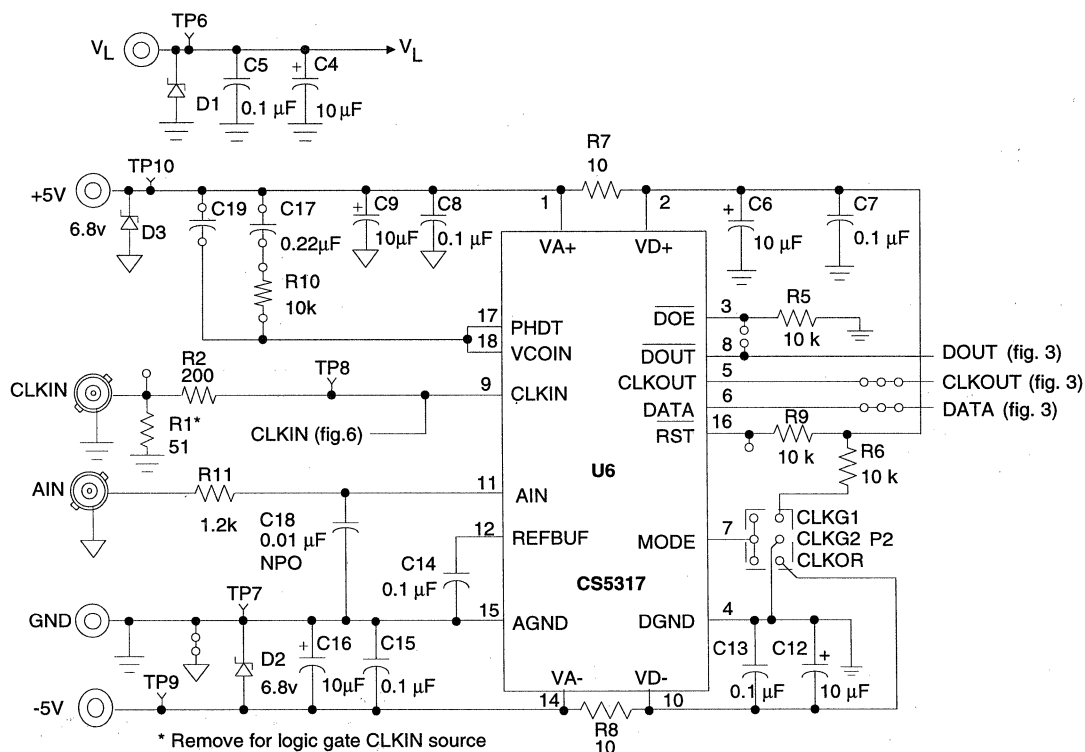 TP6
VL
VL
C5
C4
+
D1
0.1 µF
10 µF
R7
10
TP10
+5V
6.8v
D3
C19
C17
0.22µF
R10
10k
+
C9
10µF
C8
0.1 µF
1
2
VA+
VD+
+
C6
10 µF
C7
0.1 µF
17
PHDT
18
VCOIN
3
DOE
R5
10 k
8
DOUT
DOUT (fig. 3)
5
CLKOUT
CLKOUT (fig. 3)
6
DATA
DATA (fig. 3)
16
RST
R9
10 k
R6
10 k
CLKIN
R2
200
TP8
9
CLKIN
R1*
51
CLKIN (fig.6)
U6
AIN
R11
1.2k
11
AIN
C18
0.01 µF
NPO
12
REFBUF
C14
0.1 µF
7
MODE
CLKG1
CLKG2 P2
CLKOR
CS5317
GND
TP7
15
AGND
DGND
4
D2
6.8v
+
C16
10µF
C15
0.1 µF
C13
0.1 µF
C12
+
10 µF
VA-
VD-
-5V
TP9
14
10
R8
10
* Remove for logic gate CLKIN source